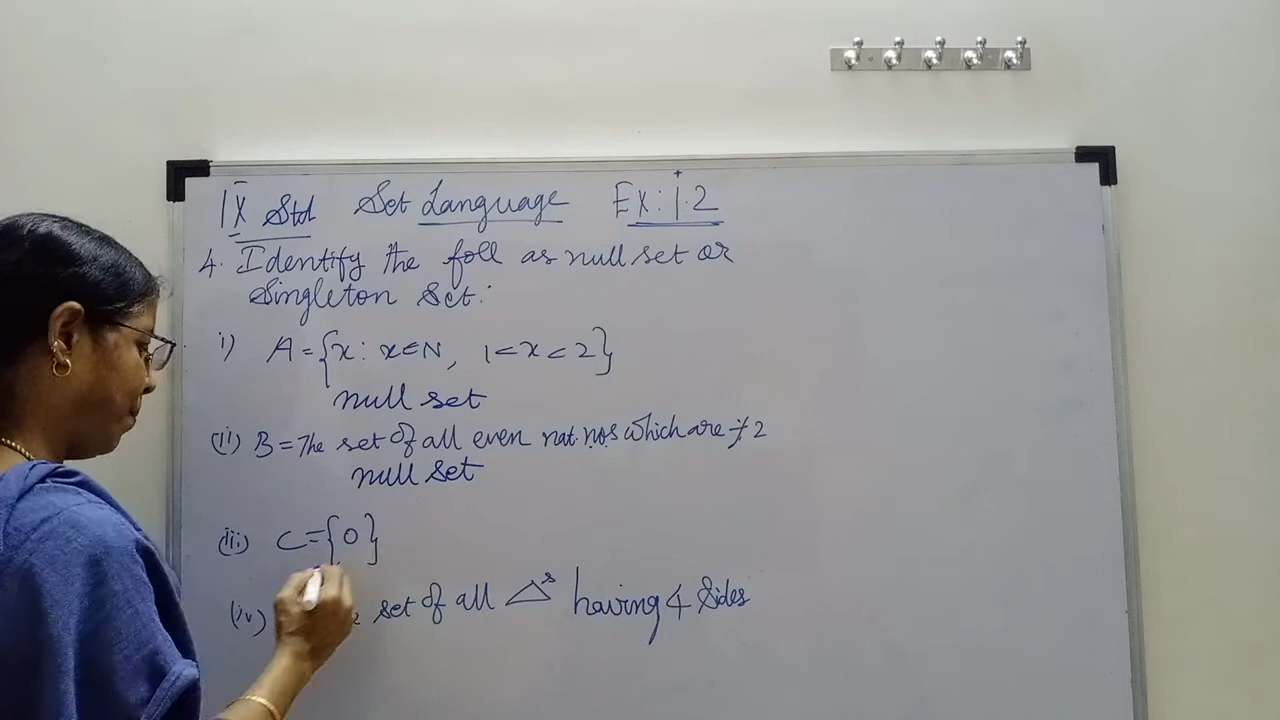 IX Std Set Language Ex: 1.2
4. Identify the foll as null set or
Singleton Set:
i) A = {x : x ∈ N, 1 < x < 2}
null set
(ii) B = The set of all even nat. nos which are ÷ 2
null set
(iii) C = {0}
(iv) set of all △s having 4 Sides